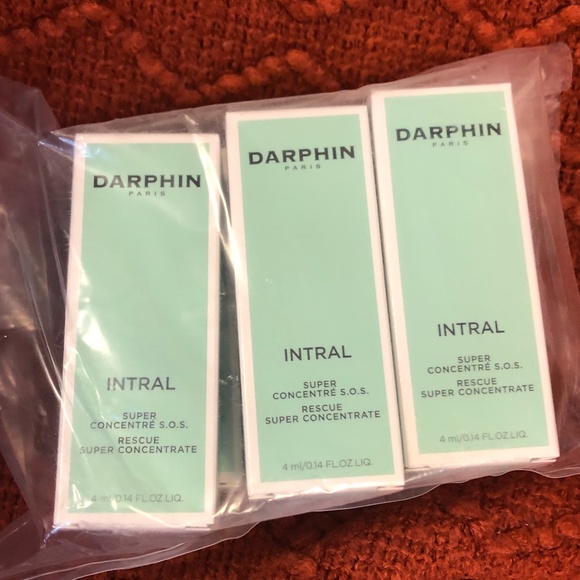 DARPHIN
PARIS
INTRAL
SUPER
CONCENTRÉ S.O.S.
RESCUE
SUPER CONCENTRATE
4 ml/0.14 FL.OZ.LIQ.
DARPHIN
PARIS
INTRAL
SUPER
CONCENTRÉ S.O.S.
RESCUE
SUPER CONCENTRATE
4 ml/0.14 FL.OZ.LIQ.
DARPHIN
PARIS
INTRAL
SUPER
CONCENTRÉ S.O.S.
RESCUE
SUPER CONCENTRATE
4 ml/0.14 FL.OZ.LIQ.